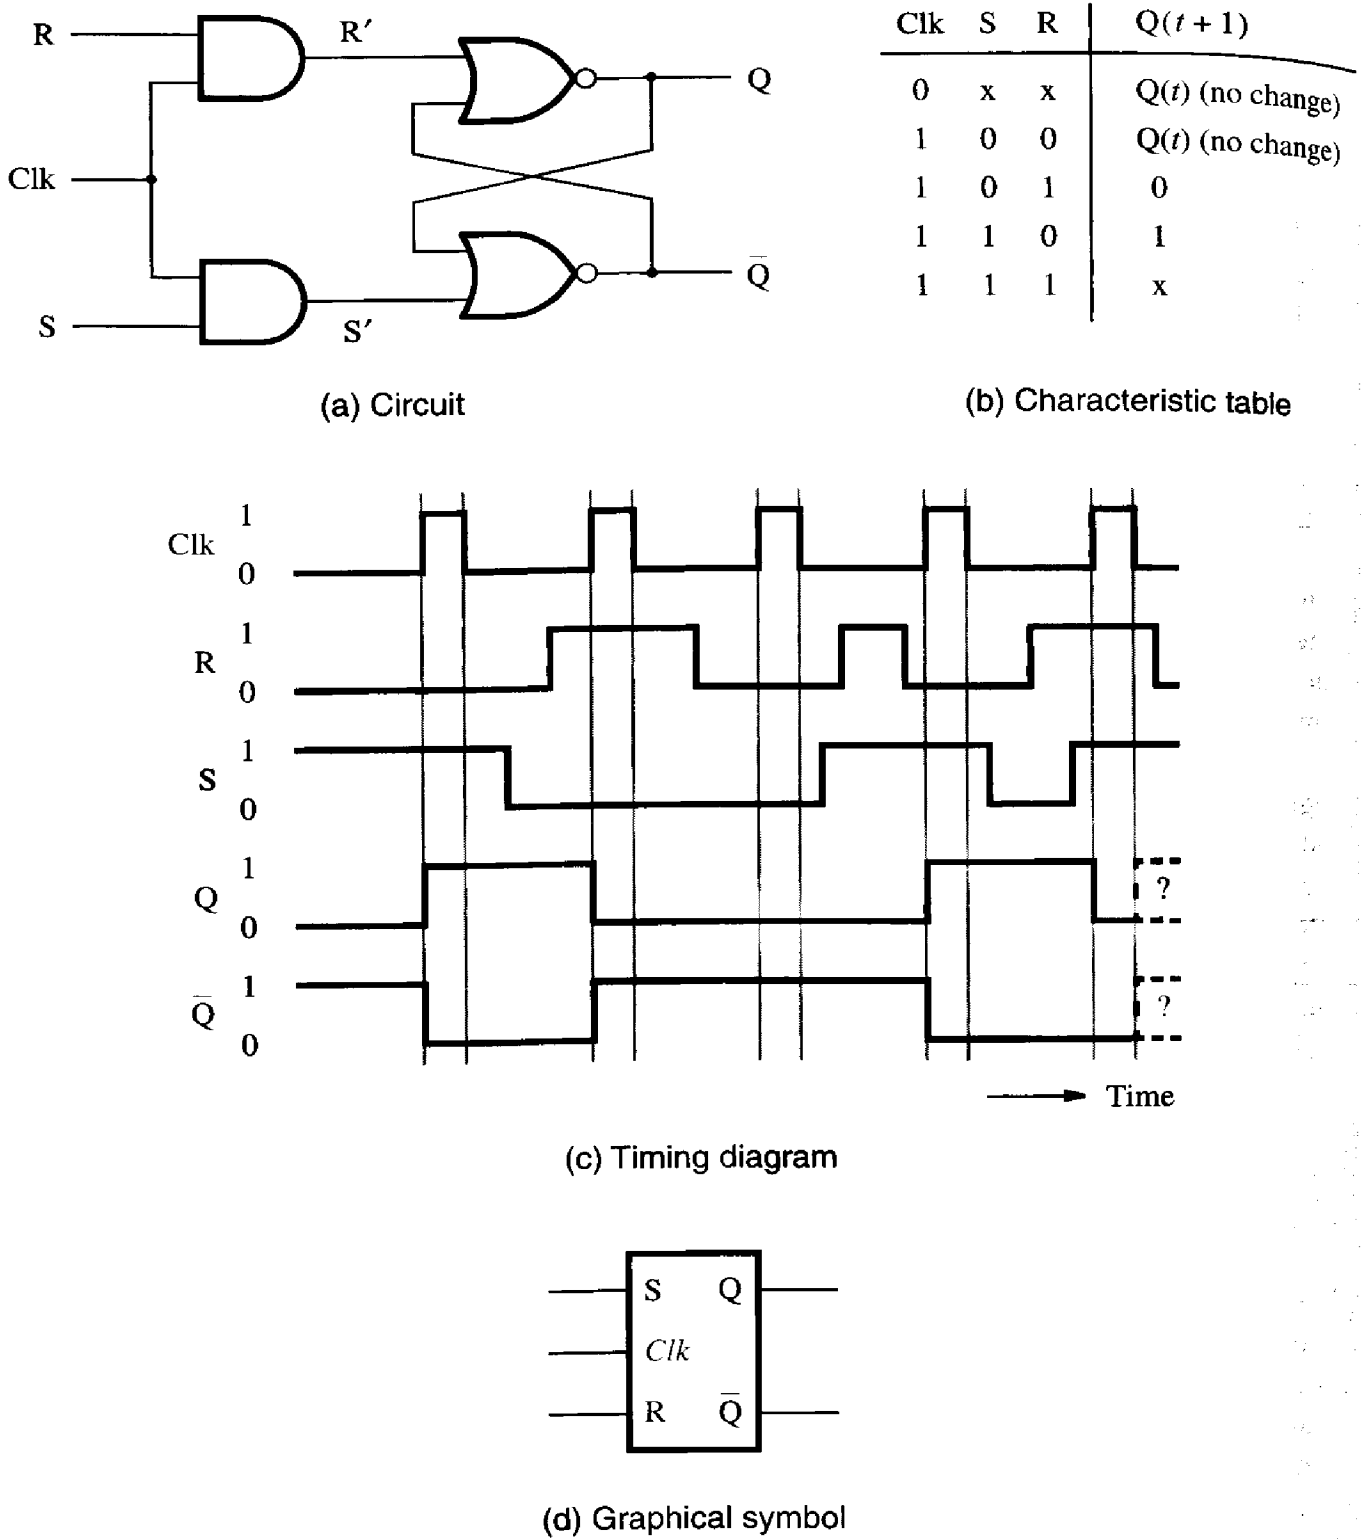 R
R′
Q
Clk
S
S′
Q̅
(a) Circuit
Clk S R Q(t + 1)
0 x x Q(t) (no change)
1 0 0 Q(t) (no change)
1 0 1 0
1 1 0 1
1 1 1 x
(b) Characteristic table
1
Clk
0
1
R
0
1
S
0
1
Q
0
?
1
Q̅
0
?
Time
(c) Timing diagram
S Q
Clk
R Q̅
(d) Graphical symbol